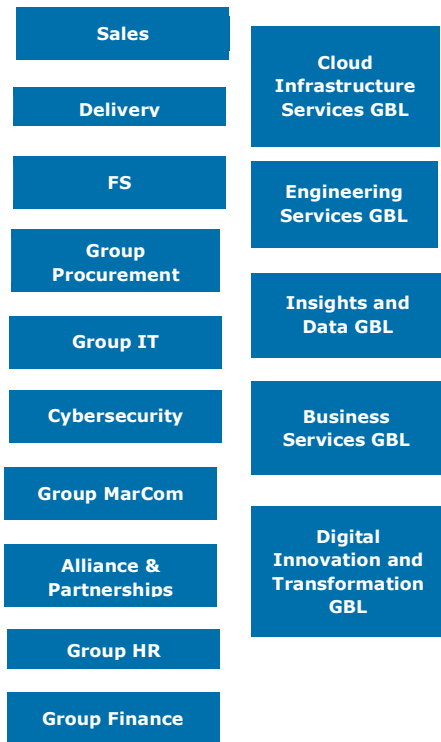 Sales
Delivery
FS
Group
Procurement
Group IT
Cybersecurity
Group MarCom
Alliance &
Partnerships
Group HR
Group Finance
Cloud
Infrastructure
Services GBL
Engineering
Services GBL
Insights and
Data GBL
Business
Services GBL
Digital
Innovation and
Transformation
GBL